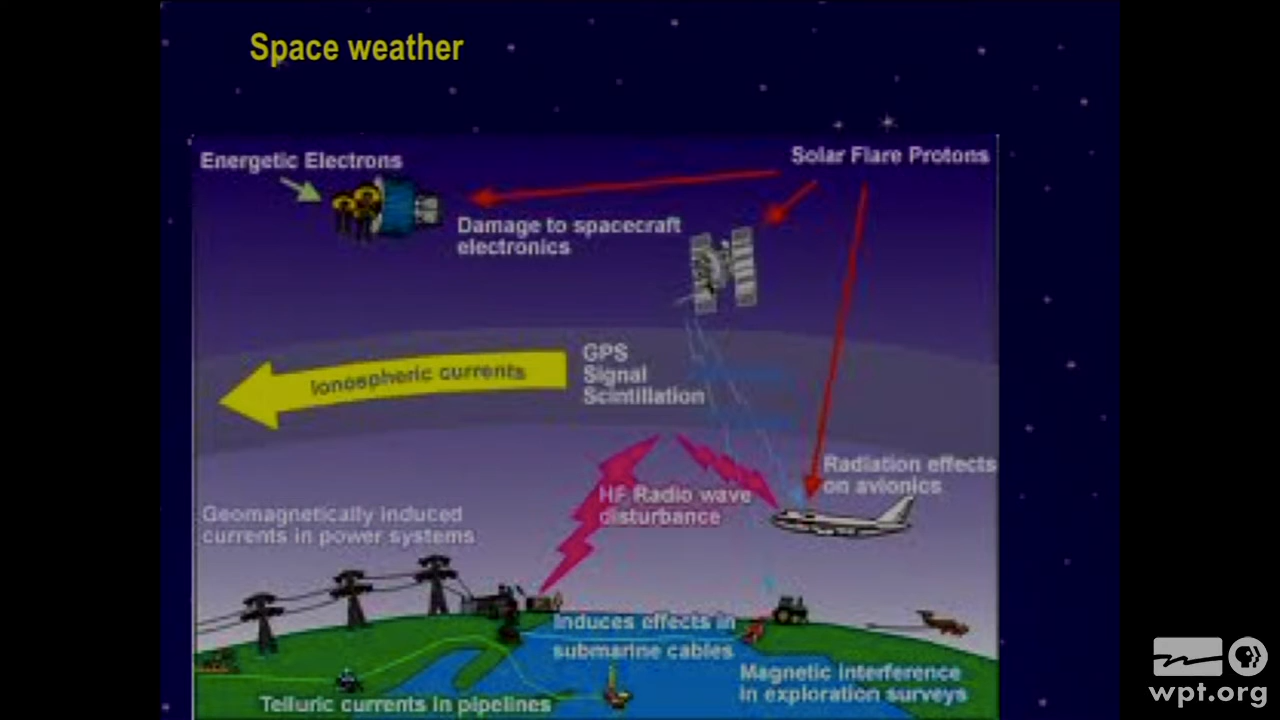 Space weather
Energetic Electrons
Solar Flare Protons
Damage to spacecraft
electronics
Ionospheric currents
GPS
Signal
Scintillation
Radiation effects
on avionics
HF Radio wave
disturbance
Geomagnetically induced
currents in power systems
Induces effects in
submarine cables
Magnetic interference
in exploration surveys
Telluric currents in pipelines
PBS
wpt.org